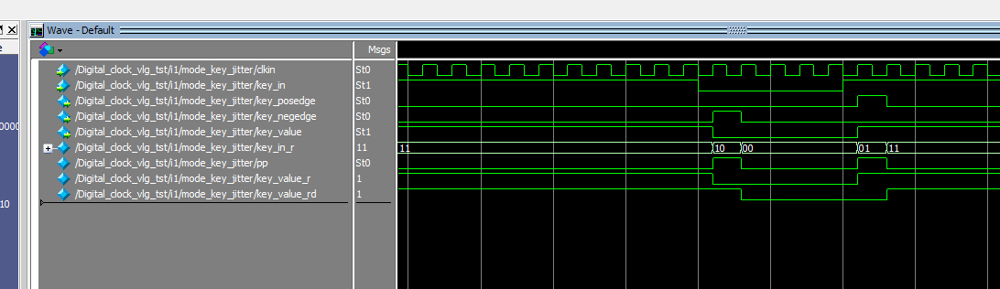 Wave - Default
Msgs
/Digital_clock_vlg_tst/i1/mode_key_jitter/clkin St0
/Digital_clock_vlg_tst/i1/mode_key_jitter/key_in St1
/Digital_clock_vlg_tst/i1/mode_key_jitter/key_posedge St0
/Digital_clock_vlg_tst/i1/mode_key_jitter/key_negedge St0
/Digital_clock_vlg_tst/i1/mode_key_jitter/key_value St1
/Digital_clock_vlg_tst/i1/mode_key_jitter/key_in_r 11 11 10 00 01 11
/Digital_clock_vlg_tst/i1/mode_key_jitter/pp St0
/Digital_clock_vlg_tst/i1/mode_key_jitter/key_value_r 1
/Digital_clock_vlg_tst/i1/mode_key_jitter/key_value_rd 1
0000
10